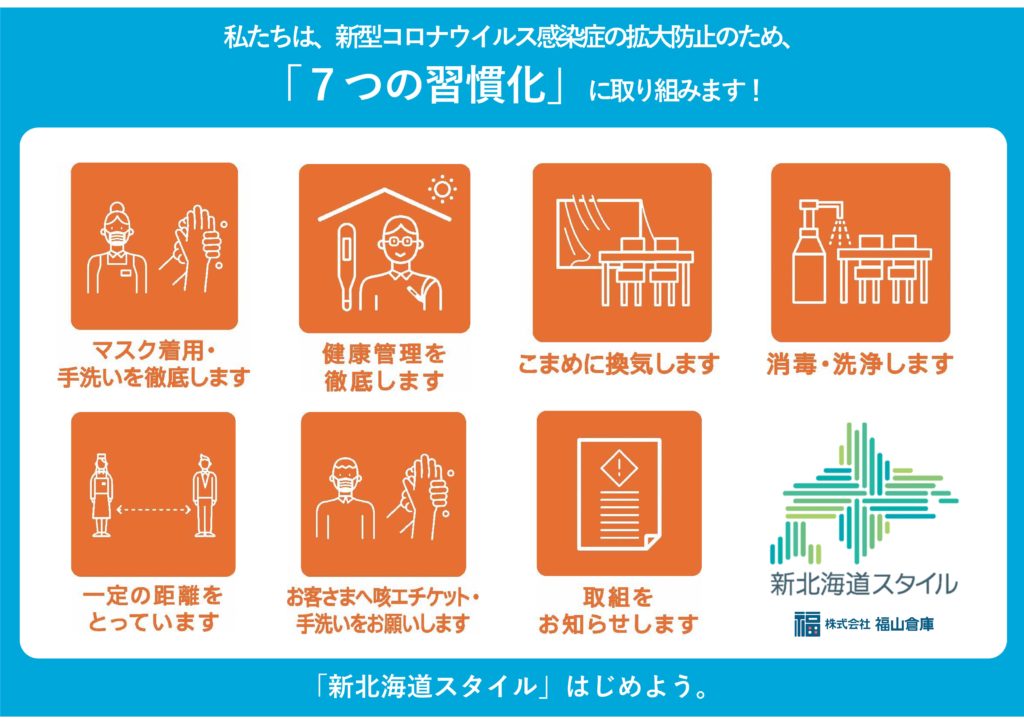 私たちは、新型コロナウイルス感染症の拡大防止のため、
「７つの習慣化」に取り組みます！
マスク着用・
手洗いを徹底します
健康管理を
徹底します
こまめに換気します
消毒・洗浄します
一定の距離を
とっています
お客さまへ咳エチケット・
手洗いをお願いします
取組を
お知らせします
新北海道スタイル
福 株式会社 福山倉庫
「新北海道スタイル」はじめよう。